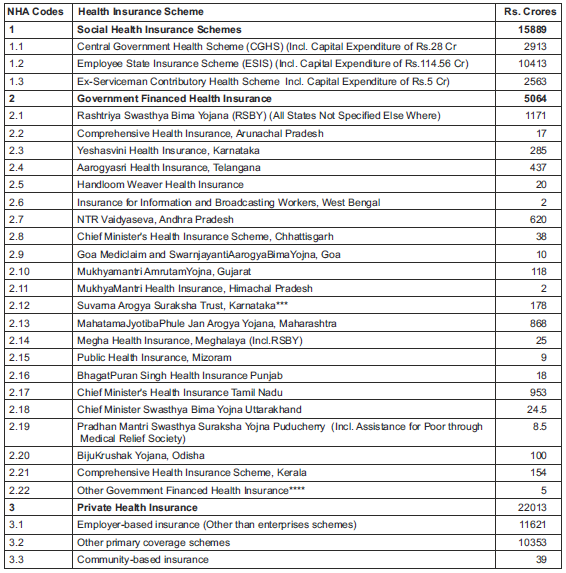 NHA Codes Health Insurance Scheme Rs. Crores
1 Social Health Insurance Schemes 15889
1.1 Central Government Health Scheme (CGHS) (Incl. Capital Expenditure of Rs.28 Cr 2913
1.2 Employee State Insurance Scheme (ESIS) (Incl. Capital Expenditure of Rs.114.56 Cr) 10413
1.3 Ex-Serviceman Contributory Health Scheme Incl. Capital Expenditure of Rs.5 Cr) 2563
2 Government Financed Health Insurance 5064
2.1 Rashtriya Swasthya Bima Yojana (RSBY) (All States Not Specified Else Where) 1171
2.2 Comprehensive Health Insurance, Arunachal Pradesh 17
2.3 Yeshasvini Health Insurance, Karnataka 285
2.4 Aarogyasri Health Insurance, Telangana 437
2.5 Handloom Weaver Health Insurance 20
2.6 Insurance for Information and Broadcasting Workers, West Bengal 2
2.7 NTR Vaidyaseva, Andhra Pradesh 620
2.8 Chief Minister's Health Insurance Scheme, Chhattisgarh 38
2.9 Goa Mediclaim and SwarnjayantiAarogyaBimaYojna, Goa 10
2.10 Mukhyamantri AmrutamYojna, Gujarat 118
2.11 MukhyaMantri Health Insurance, Himachal Pradesh 2
2.12 Suvarna Arogya Suraksha Trust, Karnataka*** 178
2.13 MahatamaJyotibaPhule Jan Arogya Yojana, Maharashtra 868
2.14 Megha Health Insurance, Meghalaya (Incl.RSBY) 25
2.15 Public Health Insurance, Mizoram 9
2.16 BhagatPuran Singh Health Insurance Punjab 18
2.17 Chief Minister's Health Insurance Tamil Nadu 953
2.18 Chief Minister Swasthya Bima Yojna Uttarakhand 24.5
2.19 Pradhan Mantri Swasthya Suraksha Yojna Puducherry (Incl. Assistance for Poor through 8.5
Medical Relief Society)
2.20 BijuKrushak Yojana, Odisha 100
2.21 Comprehensive Health Insurance Scheme, Kerala 154
2.22 Other Government Financed Health Insurance**** 5
3 Private Health Insurance 22013
3.1 Employer-based insurance (Other than enterprises schemes) 11621
3.2 Other primary coverage schemes 10353
3.3 Community-based insurance 39